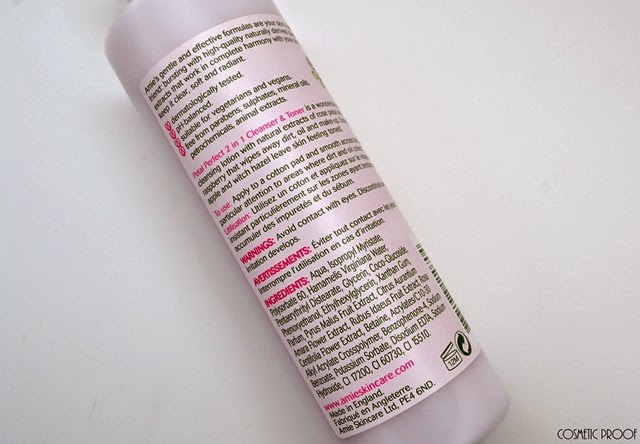 Amie's gentle and effective formulas are your skin's
friend: bursting with high-quality naturally derived
extracts that work in complete harmony with your
keep it clear, soft and radiant.
dermatologically tested.
pH-balanced.
suitable for vegetarians and vegans.
free from parabens, sulphates, mineral oils,
petrochemicals, animal extracts.
Petal Perfect 2 in 1 Cleanser & Toner is a
cleansing lotion with natural extracts of rose
raspberry that wipes away dirt, oil and make-up.
apple and witch hazel leave skin feeling toned.
To use: Apply to a cotton pad and smooth
particular attention to areas where dirt and oil
Utilisation: Utilisez un coton et appliquez sur le
insistant particulièrement sur les zones ayant
accumuler des impuretés et du sébum.
WARNINGS: Avoid contact with eyes. Discontinue
irritation develops.
AVERTISSEMENTS: Éviter tout contact avec les
Interrompre l'utilisation en cas d'irritation.
INGREDIENTS: Aqua, Isopropyl Myristate,
Polysorbate 60, Hamamelis Virginiana Water,
Pentaerythrityl Distearate, Glycerin, Coco-Glucoside,
Phenoxyethanol, Ethylhexylglycerin, Xanthan Gum,
Parfum, Pyrus Malus Fruit Extract, Citrus Aurantium
Amara Flower Extract, Rubus Idaeus Fruit Extract, Rosa
Centifolia Flower Extract, Betaine, Acrylates/C10-30
Alkyl Acrylate Crosspolymer, Benzophenone-4, Sodium
Benzoate, Potassium Sorbate, Disodium EDTA, Sodium
Hydroxide, CI 17200, CI 60730, CI 15510.
www.amieskincare.com
Made in England.
Fabriqué en Angleterre.
Amie Skincare Ltd, PE4 6ND.
12M
COSMETIC PROOF